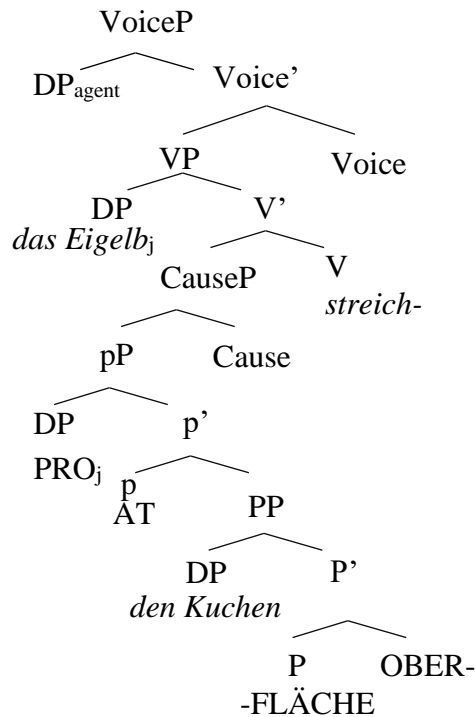 VoiceP
DPagent Voice’
VP Voice
DP V’
das Eigelbj
CauseP V
streich-
pP Cause
DP p’
PROj p PP
AT
DP P’
den Kuchen
P OBER-
-FLÄCHE